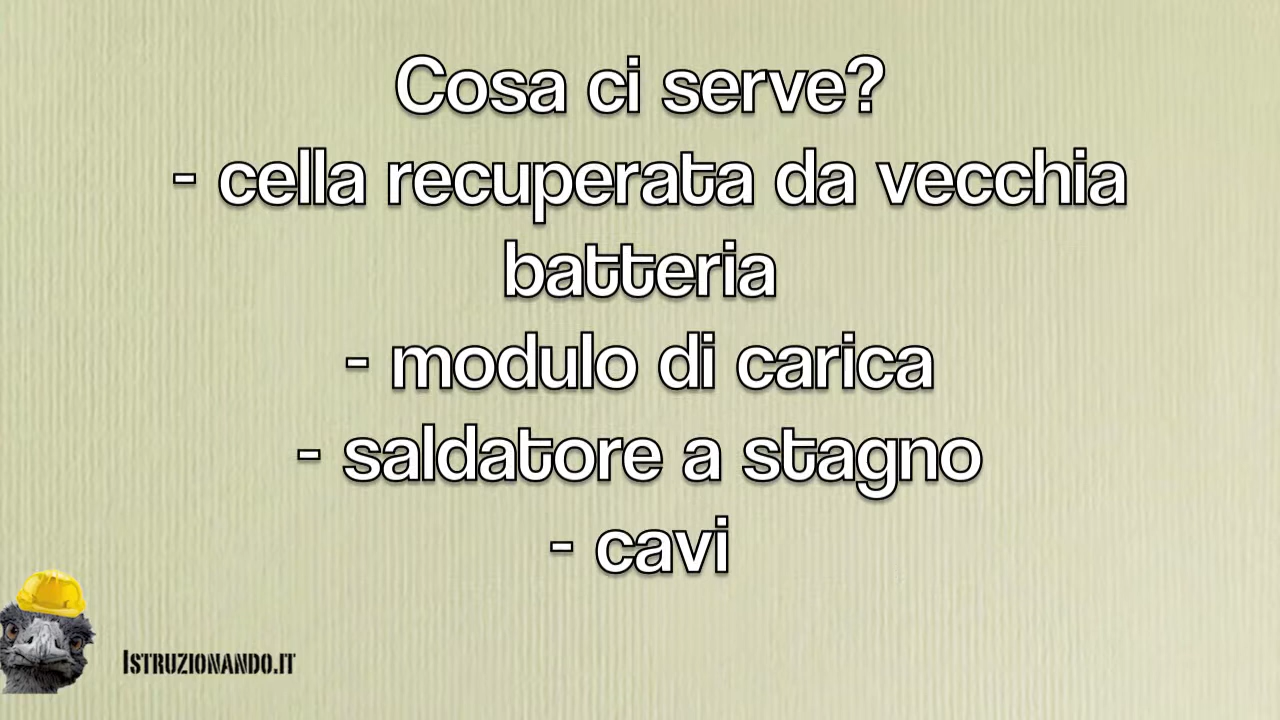 Cosa ci serve?
- cella recuperata da vecchia
batteria
- modulo di carica
- saldatore a stagno
- cavi
Istruzionando.it